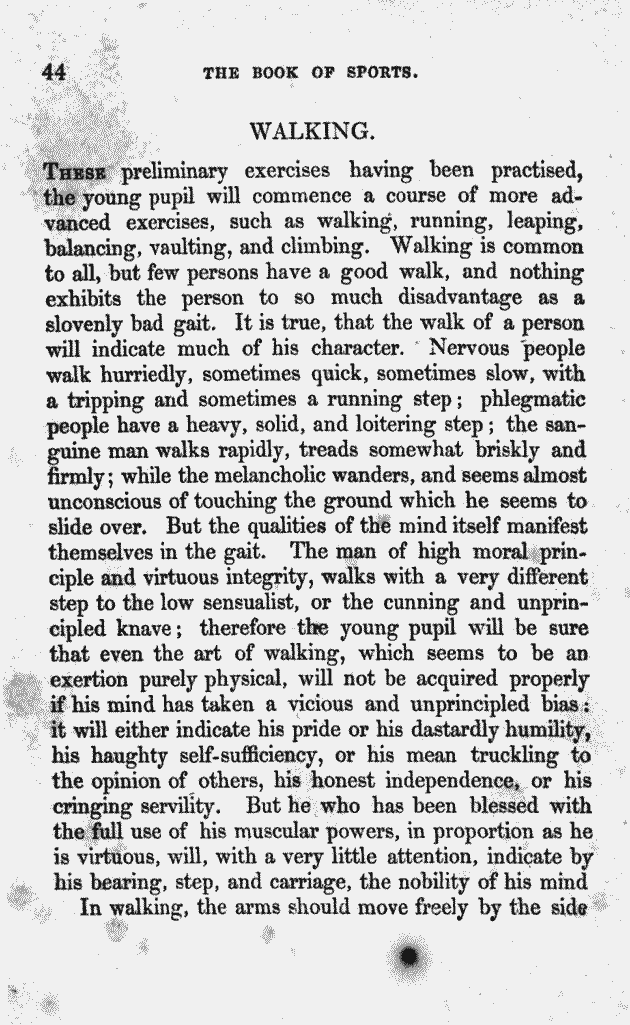 44 THE BOOK OF SPORTS.
WALKING.
THESE preliminary exercises having been practised,
the young pupil will commence a course of more ad-
vanced exercises, such as walking, running, leaping,
balancing, vaulting, and climbing. Walking is common
to all, but few persons have a good walk, and nothing
exhibits the person to so much disadvantage as a
slovenly bad gait. It is true, that the walk of a person
will indicate much of his character. Nervous people
walk hurriedly, sometimes quick, sometimes slow, with
a tripping and sometimes a running step; phlegmatic
people have a heavy, solid, and loitering step; the san-
guine man walks rapidly, treads somewhat briskly and
firmly; while the melancholic wanders, and seems almost
unconscious of touching the ground which he seems to
slide over. But the qualities of the mind itself manifest
themselves in the gait. The man of high moral prin-
ciple and virtuous integrity, walks with a very different
step to the low sensualist, or the cunning and unprin-
cipled knave; therefore the young pupil will be sure
that even the art of walking, which seems to be an
exertion purely physical, will not be acquired properly
if his mind has taken a vicious and unprincipled bias:
it will either indicate his pride or his dastardly humility,
his haughty self-sufficiency, or his mean truckling to
the opinion of others, his honest independence, or his
cringing servility. But he who has been blessed with
the full use of his muscular powers, in proportion as he
is virtuous, will, with a very little attention, indicate by
his bearing, step, and carriage, the nobility of his mind
In walking, the arms should move freely by the side